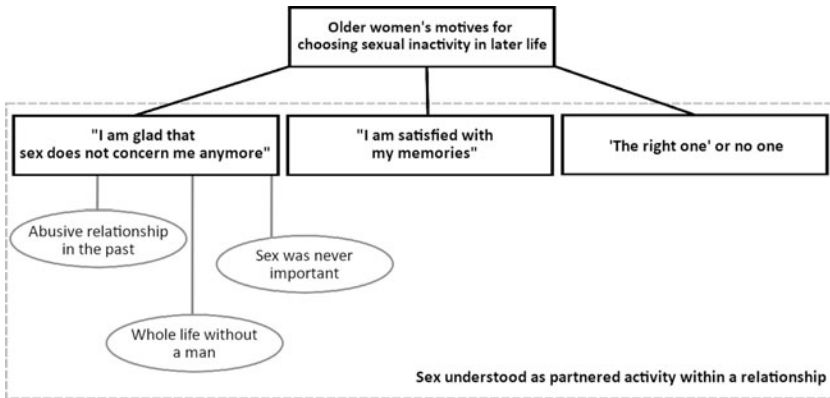 Older women's motives for
choosing sexual inactivity in later life
"I am glad that
sex does not concern me anymore"
"I am satisfied with
my memories"
'The right one' or no one
Abusive relationship
in the past
Sex was never
important
Whole life without
a man
Sex understood as partnered activity within a relationship